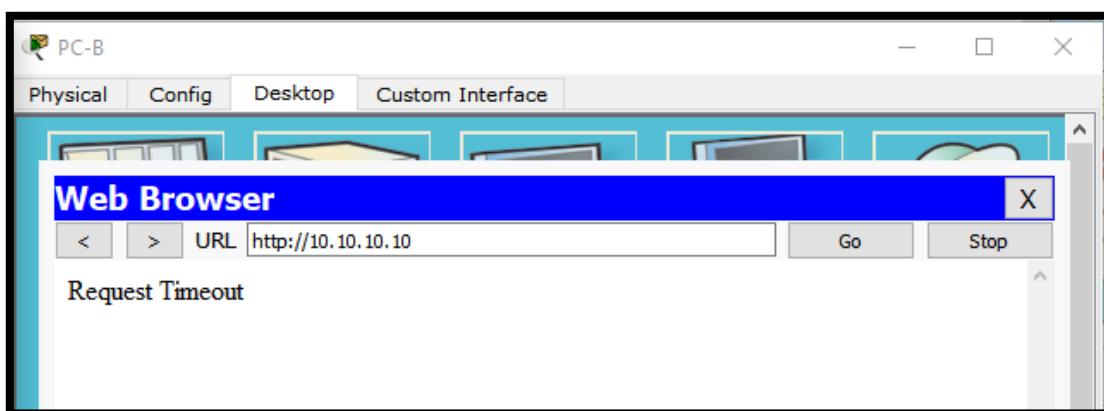 PC-B
Physical Config Desktop Custom Interface
Web Browser X
< > URL http://10.10.10.10 Go Stop
Request Timeout